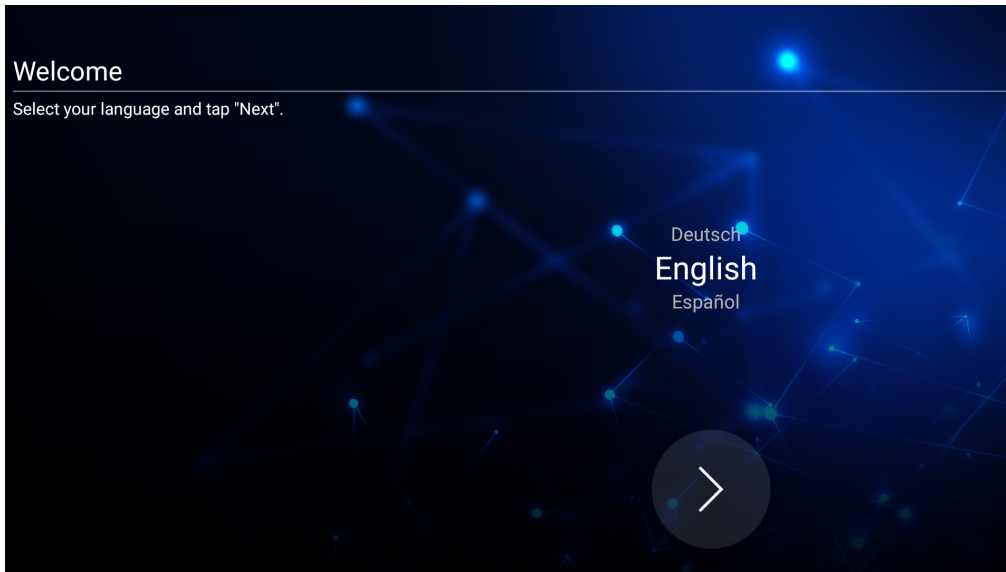 Welcome
Select your language and tap "Next".
Deutsch
English
Español